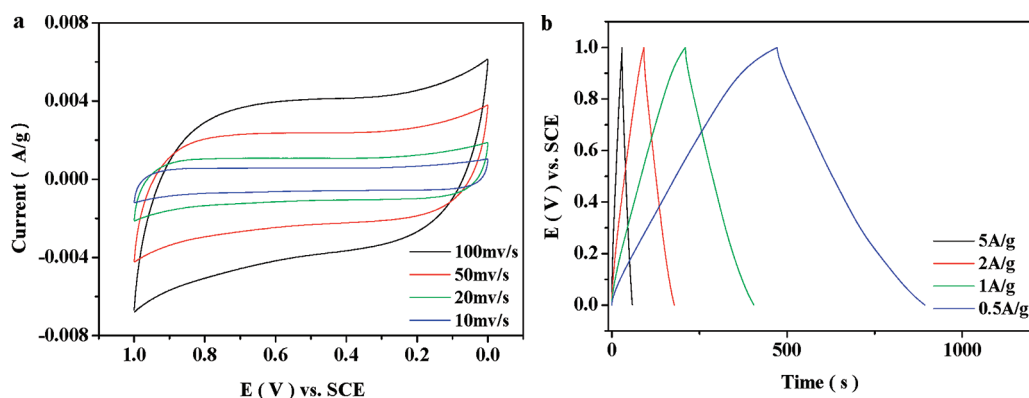 a
0.008
0.004
0.000
-0.004
-0.008
Current ( A/g)
1.0 0.8 0.6 0.4 0.2 0.0
E ( V ) vs. SCE
100mv/s
50mv/s
20mv/s
10mv/s
b
1.0
0.8
0.6
0.4
0.2
0.0
E ( V ) vs. SCE
0 500 1000
Time ( s )
5A/g
2A/g
1A/g
0.5A/g